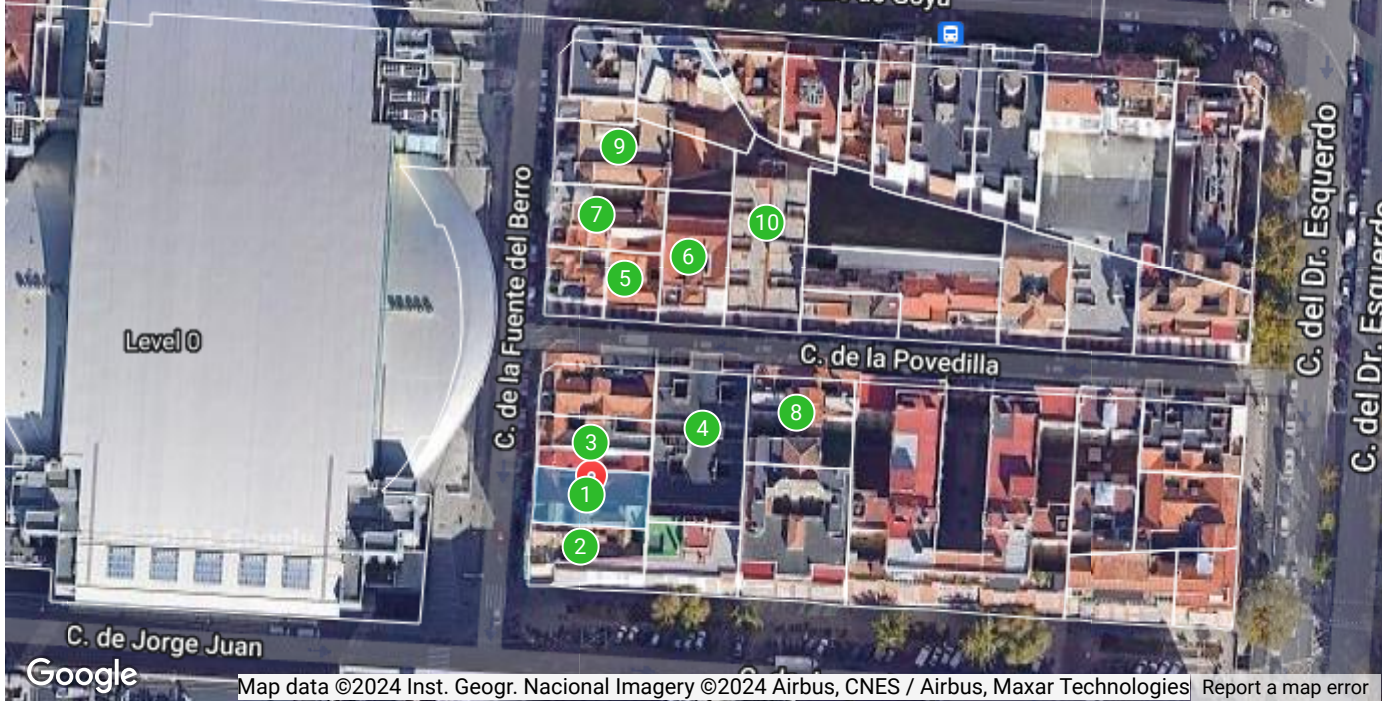 de Goya
C. de la Fuente del Berro
C. del Dr. Esquerdo
C. del Dr. Esquerdo
9
7
10
6
5
Level 0
C. de la Povedilla
8
3
4
1
2
C. de Jorge Juan
Google
Map data ©2024 Inst. Geogr. Nacional Imagery ©2024 Airbus, CNES / Airbus, Maxar Technologies
Report a map error